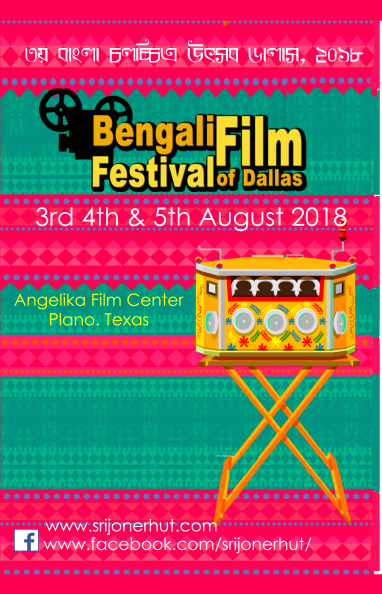 ৩য় বাংলা চলচ্চিত্র উৎসব ডালাস, ২০১৮
Bengali Film
Festival of Dallas
3rd 4th & 5th August 2018
Angelika Film Center
Plano. Texas
www.srijonerhut.com
www.facebook.com/srijonerhut/